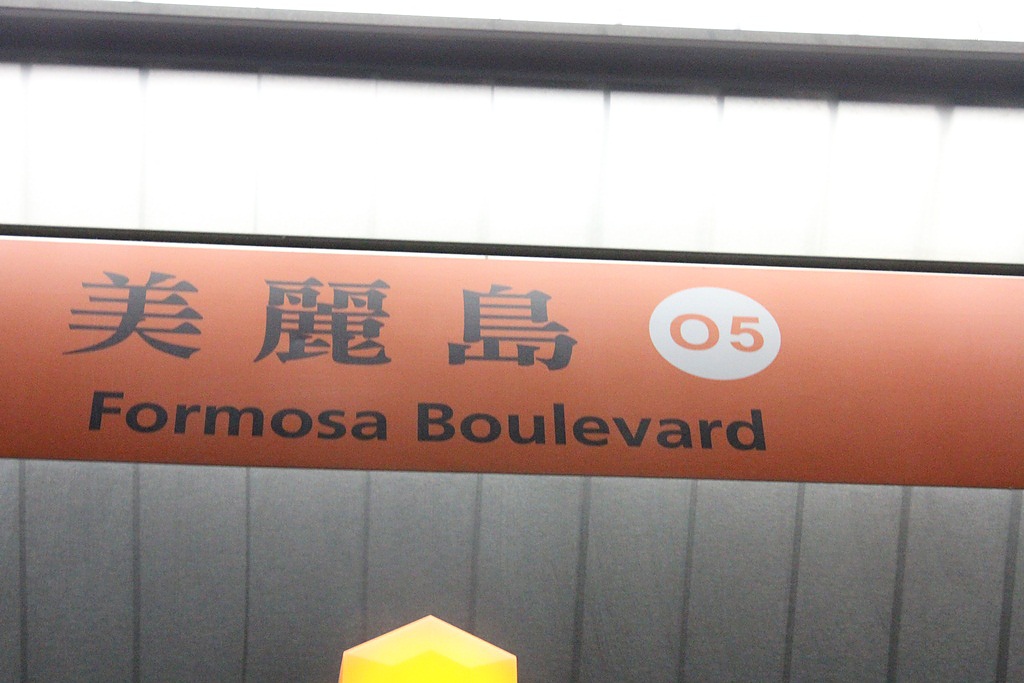 美麗島 O5
Formosa Boulevard